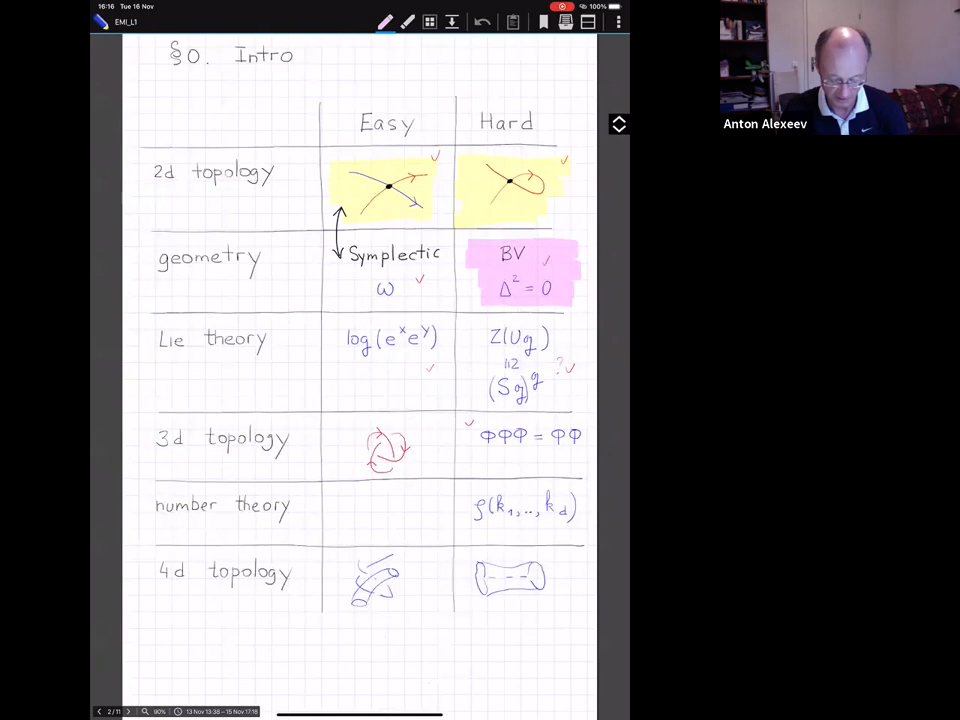 16:16 Tue 16 Nov
100%
EMI_L1
§0. Intro
Easy Hard
2d topology
geometry Symplectic BV
ω Δ² = 0
Lie theory log(eˣeʸ) Z(Ug)
(Sg)^g ?
3d topology ΦΦΦ = ΦΦ
number theory ζ(k₁,..,k_d)
4d topology
Anton Alexeev
2/11 90% 13 Nov 13:38 – 15 Nov 17:18